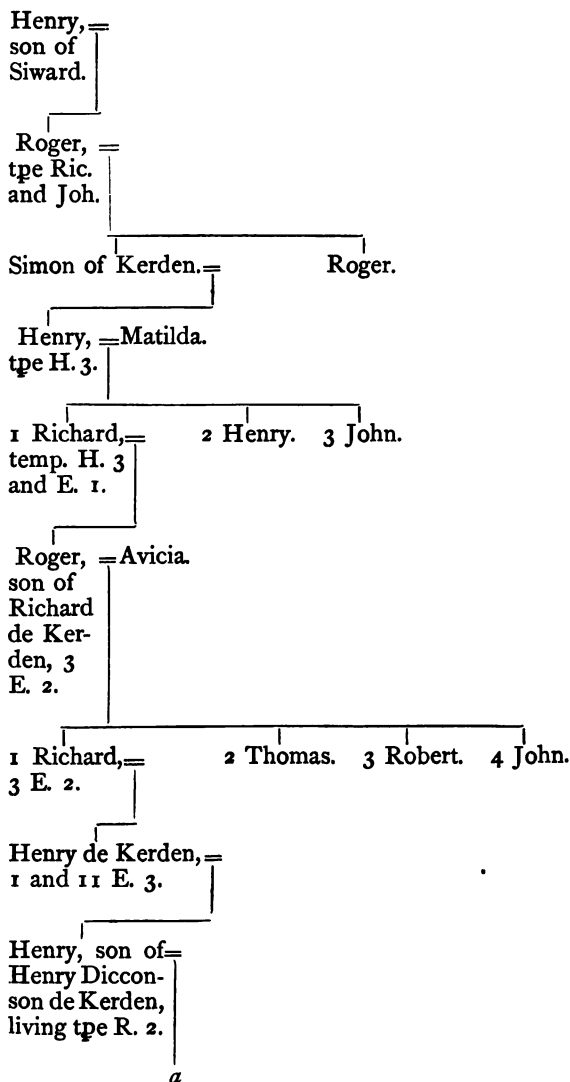 Henry,=
son of
Siward.
Roger, =
tpe Ric.
and Joh.
Simon of Kerden.= Roger.
Henry, =Matilda.
tpe H. 3.
1 Richard,= 2 Henry. 3 John.
temp. H. 3
and E. 1.
Roger, =Avicia.
son of
Richard
de Ker-
den, 3
E. 2.
1 Richard,= 2 Thomas. 3 Robert. 4 John.
3 E. 2.
Henry de Kerden,=
1 and 11 E. 3.
Henry, son of=
Henry Diccon-
son de Kerden,
living tpe R. 2.
a